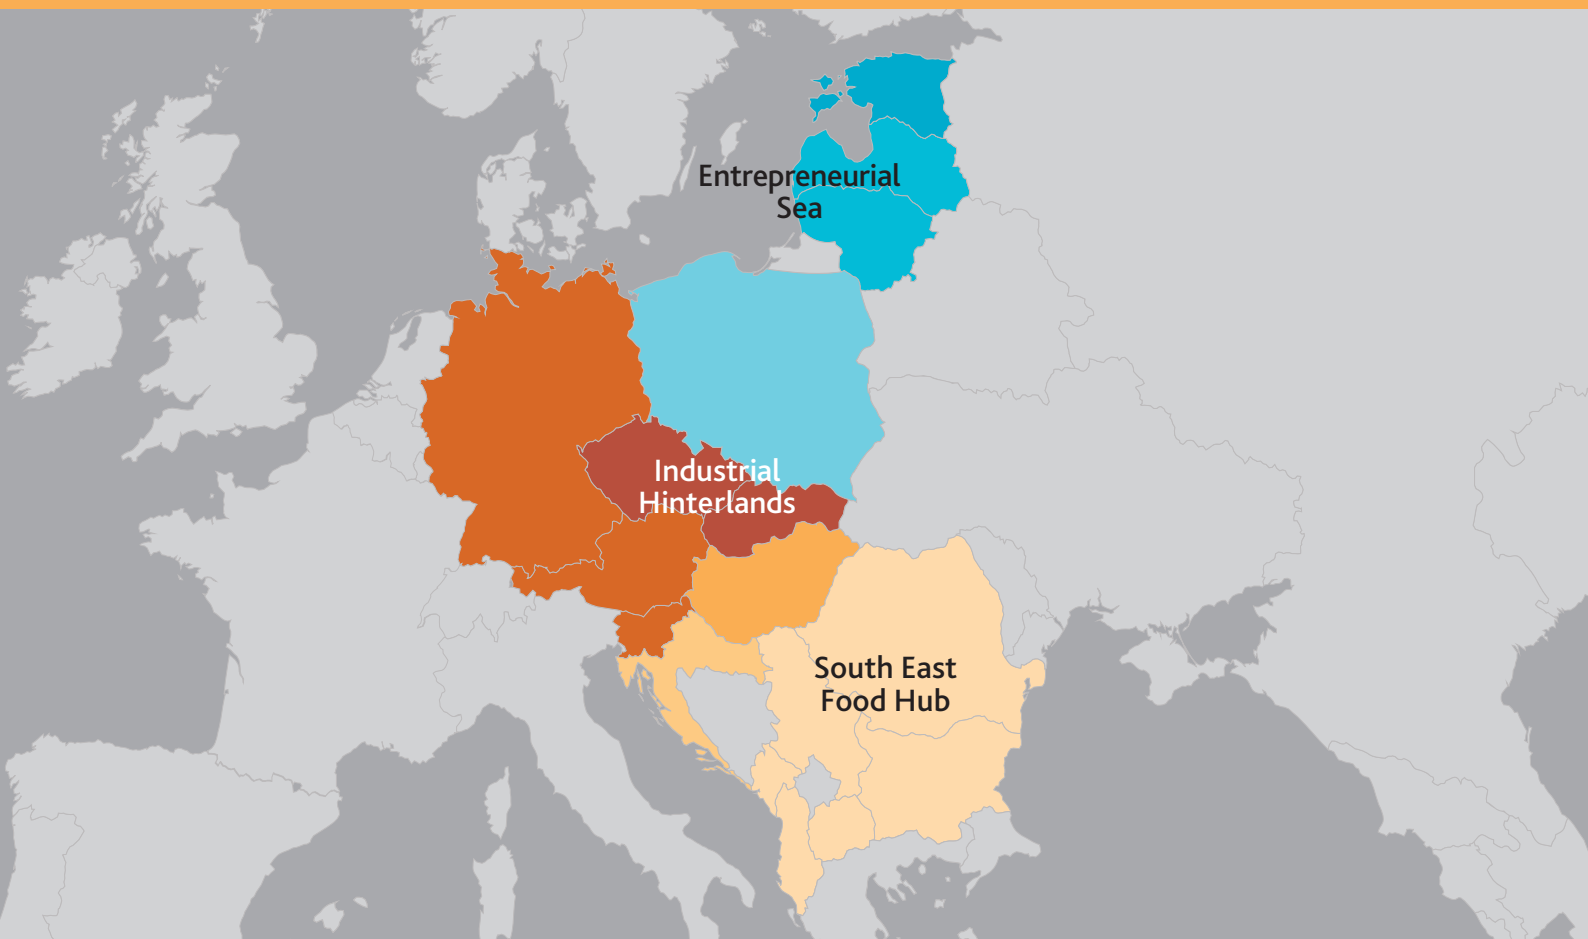 Entrepreneurial
Sea
Industrial
Hinterlands
South East
Food Hub